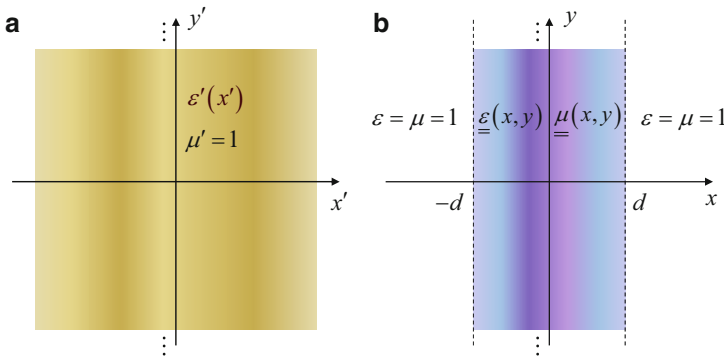 a
y′
ε′(x′)
μ′ = 1
x′
b
y
ε = μ = 1
ε(x, y)
μ(x, y)
ε = μ = 1
−d
d
x